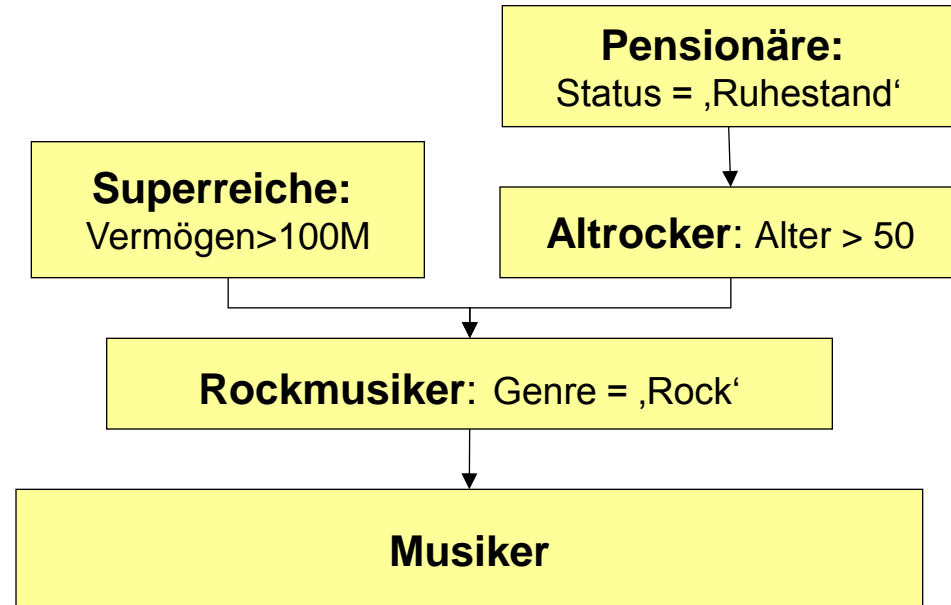 Pensionäre:
Status = ‚Ruhestand‘
Superreiche:
Vermögen>100M
Altrocker: Alter > 50
Rockmusiker: Genre = ‚Rock‘
Musiker